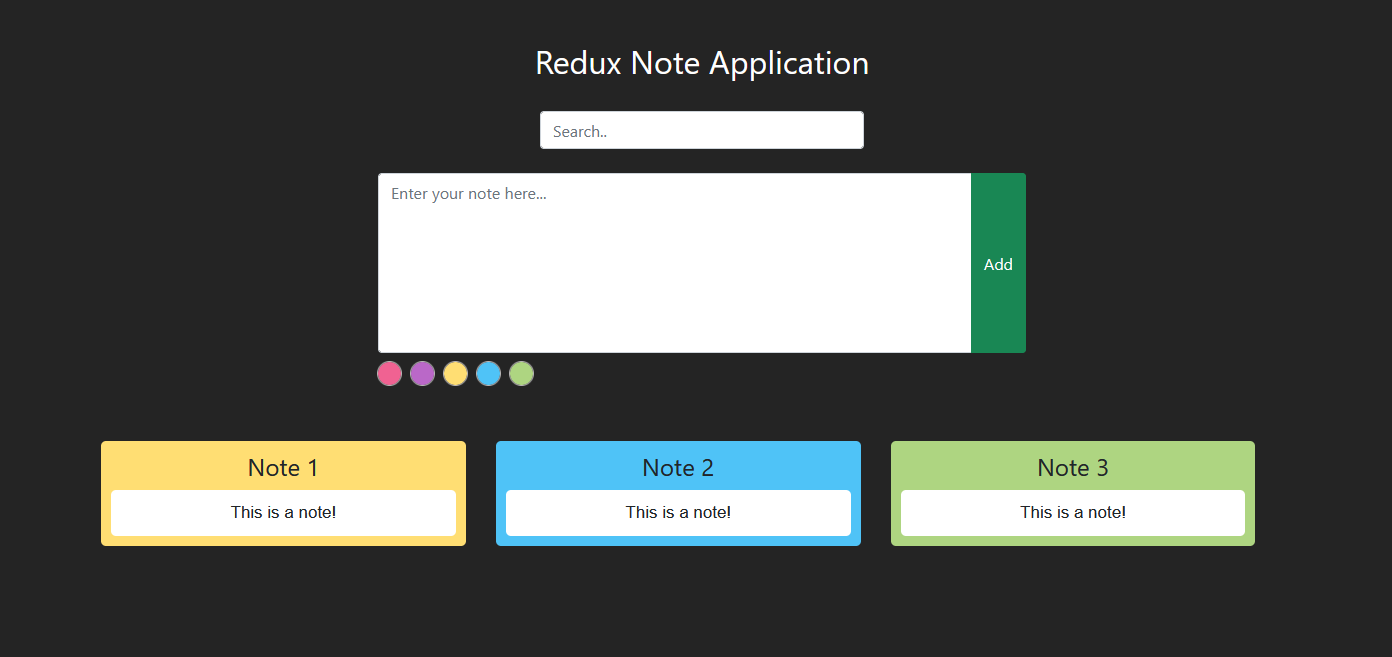 Redux Note Application
Search..
Enter your note here...
Add
Note 1
This is a note!
Note 2
This is a note!
Note 3
This is a note!